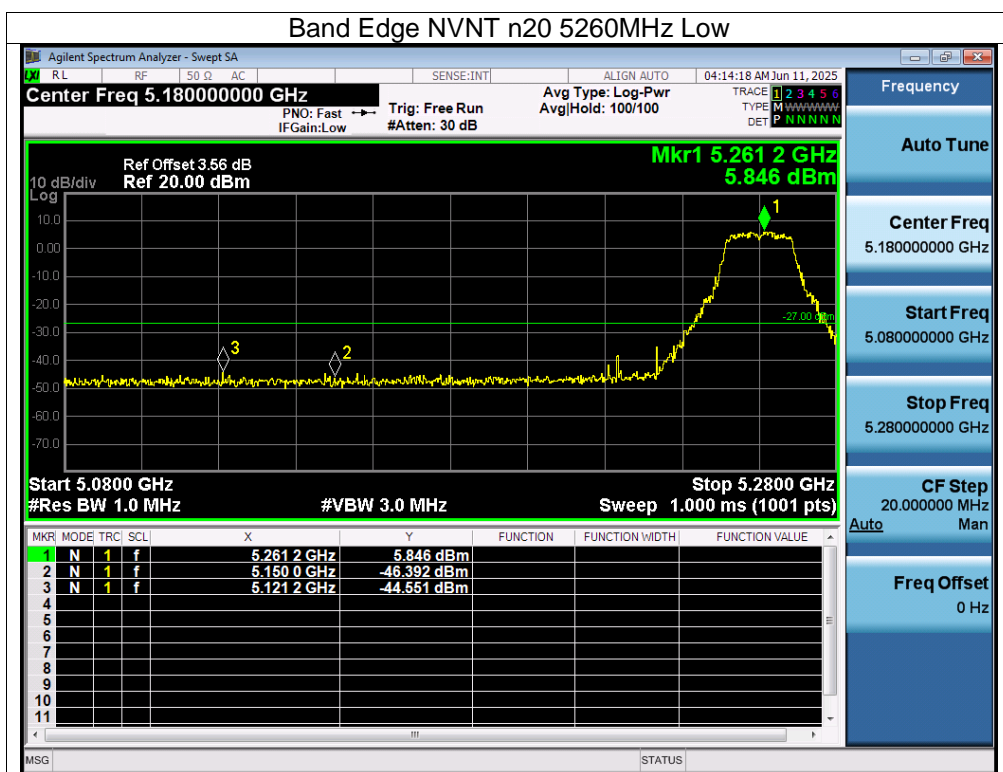 Band Edge NVNT n20 5260MHz Low
Agilent Spectrum Analyzer - Swept SA
LXI RL RF 50 Ω AC SENSE:INT ALIGN AUTO 04:14:18 AM Jun 11, 2025
Center Freq 5.180000000 GHz
PNO: Fast
IFGain:Low
Trig: Free Run
#Atten: 30 dB
Avg Type: Log-Pwr
Avg|Hold: 100/100
TRACE 1 2 3 4 5 6
TYPE M WWWWW
DET P N N N N N
Mkr1 5.261 2 GHz
5.846 dBm
Ref Offset 3.56 dB
10 dB/div Ref 20.00 dBm
Log
10.0
0.00
-10.0
-20.0
-30.0
-40.0
-50.0
-60.0
-70.0
1
-27.00 dBm
3
2
Start 5.0800 GHz Stop 5.2800 GHz
#Res BW 1.0 MHz #VBW 3.0 MHz Sweep 1.000 ms (1001 pts)
MKR MODE TRC SCL X Y FUNCTION FUNCTION WIDTH FUNCTION VALUE
1 N 1 f 5.261 2 GHz 5.846 dBm
2 N 1 f 5.150 0 GHz -46.392 dBm
3 N 1 f 5.121 2 GHz -44.551 dBm
4
5
6
7
8
9
10
11
MSG STATUS
Frequency
Auto Tune
Center Freq
5.180000000 GHz
Start Freq
5.080000000 GHz
Stop Freq
5.280000000 GHz
CF Step
20.000000 MHz
Auto Man
Freq Offset
0 Hz